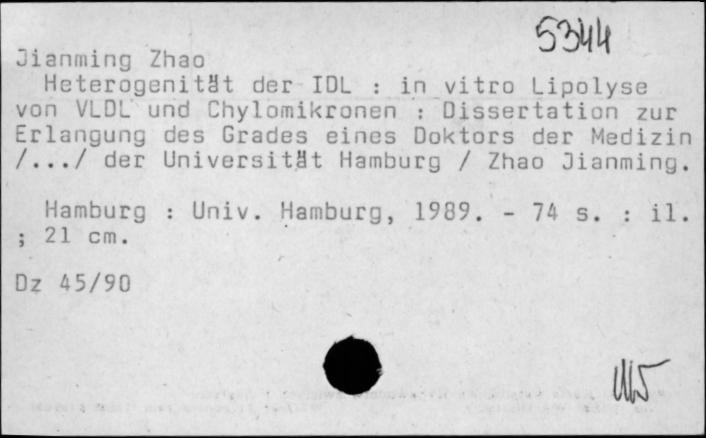 5344
Jianming Zhao
Heterogenität der IDL : in vitro Lipolyse
von VLDL und Chylomikronen : Dissertation zur
Erlangung des Grades eines Doktors der Medizin
/.../ der Universität Hamburg / Zhao Jianming.
Hamburg : Univ. Hamburg, 1989. - 74 s. : il.
; 21 cm.
Dz 45/90